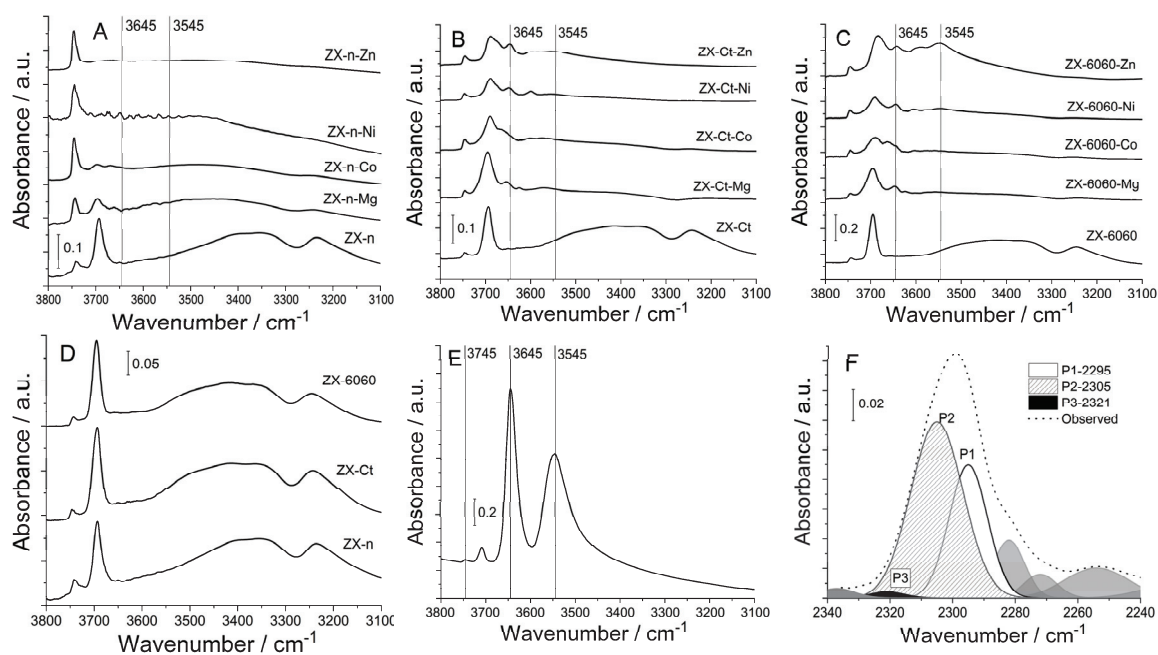 A
3645
3545
ZX-n-Zn
ZX-n-Ni
ZX-n-Co
ZX-n-Mg
0.1
ZX-n
3800 3700 3600 3500 3400 3300 3200 3100
Wavenumber / cm-1
Absorbance / a.u.
B
3645
3545
ZX-Ct-Zn
ZX-Ct-Ni
ZX-Ct-Co
ZX-Ct-Mg
0.1
ZX-Ct
3800 3700 3600 3500 3400 3300 3200 3100
Wavenumber / cm-1
Absorbance / a.u.
C
3645
3545
ZX-6060-Zn
ZX-6060-Ni
ZX-6060-Co
ZX-6060-My
0.2
ZX-6060
3800 3700 3600 3500 3400 3300 3200 3100
Wavenumber / cm-1
Absorbance / a.u.
D
0.05
ZX-6060
ZX-Ct
ZX-n
3800 3700 3600 3500 3400 3300 3200 3100
Wavenumber / cm-1
Absorbance / a.u.
E
3745
3645
3545
0.2
3800 3700 3600 3500 3400 3300 3200 3100
Wavenumber / cm-1
Absorbance / a.u.
F
P1-2295
P2-2305
P3-2321
Observed
0.02
P2
P1
P3
2340 2320 2300 2280 2260 2240
Wavenumber / cm-1
Absorbance / a.u.